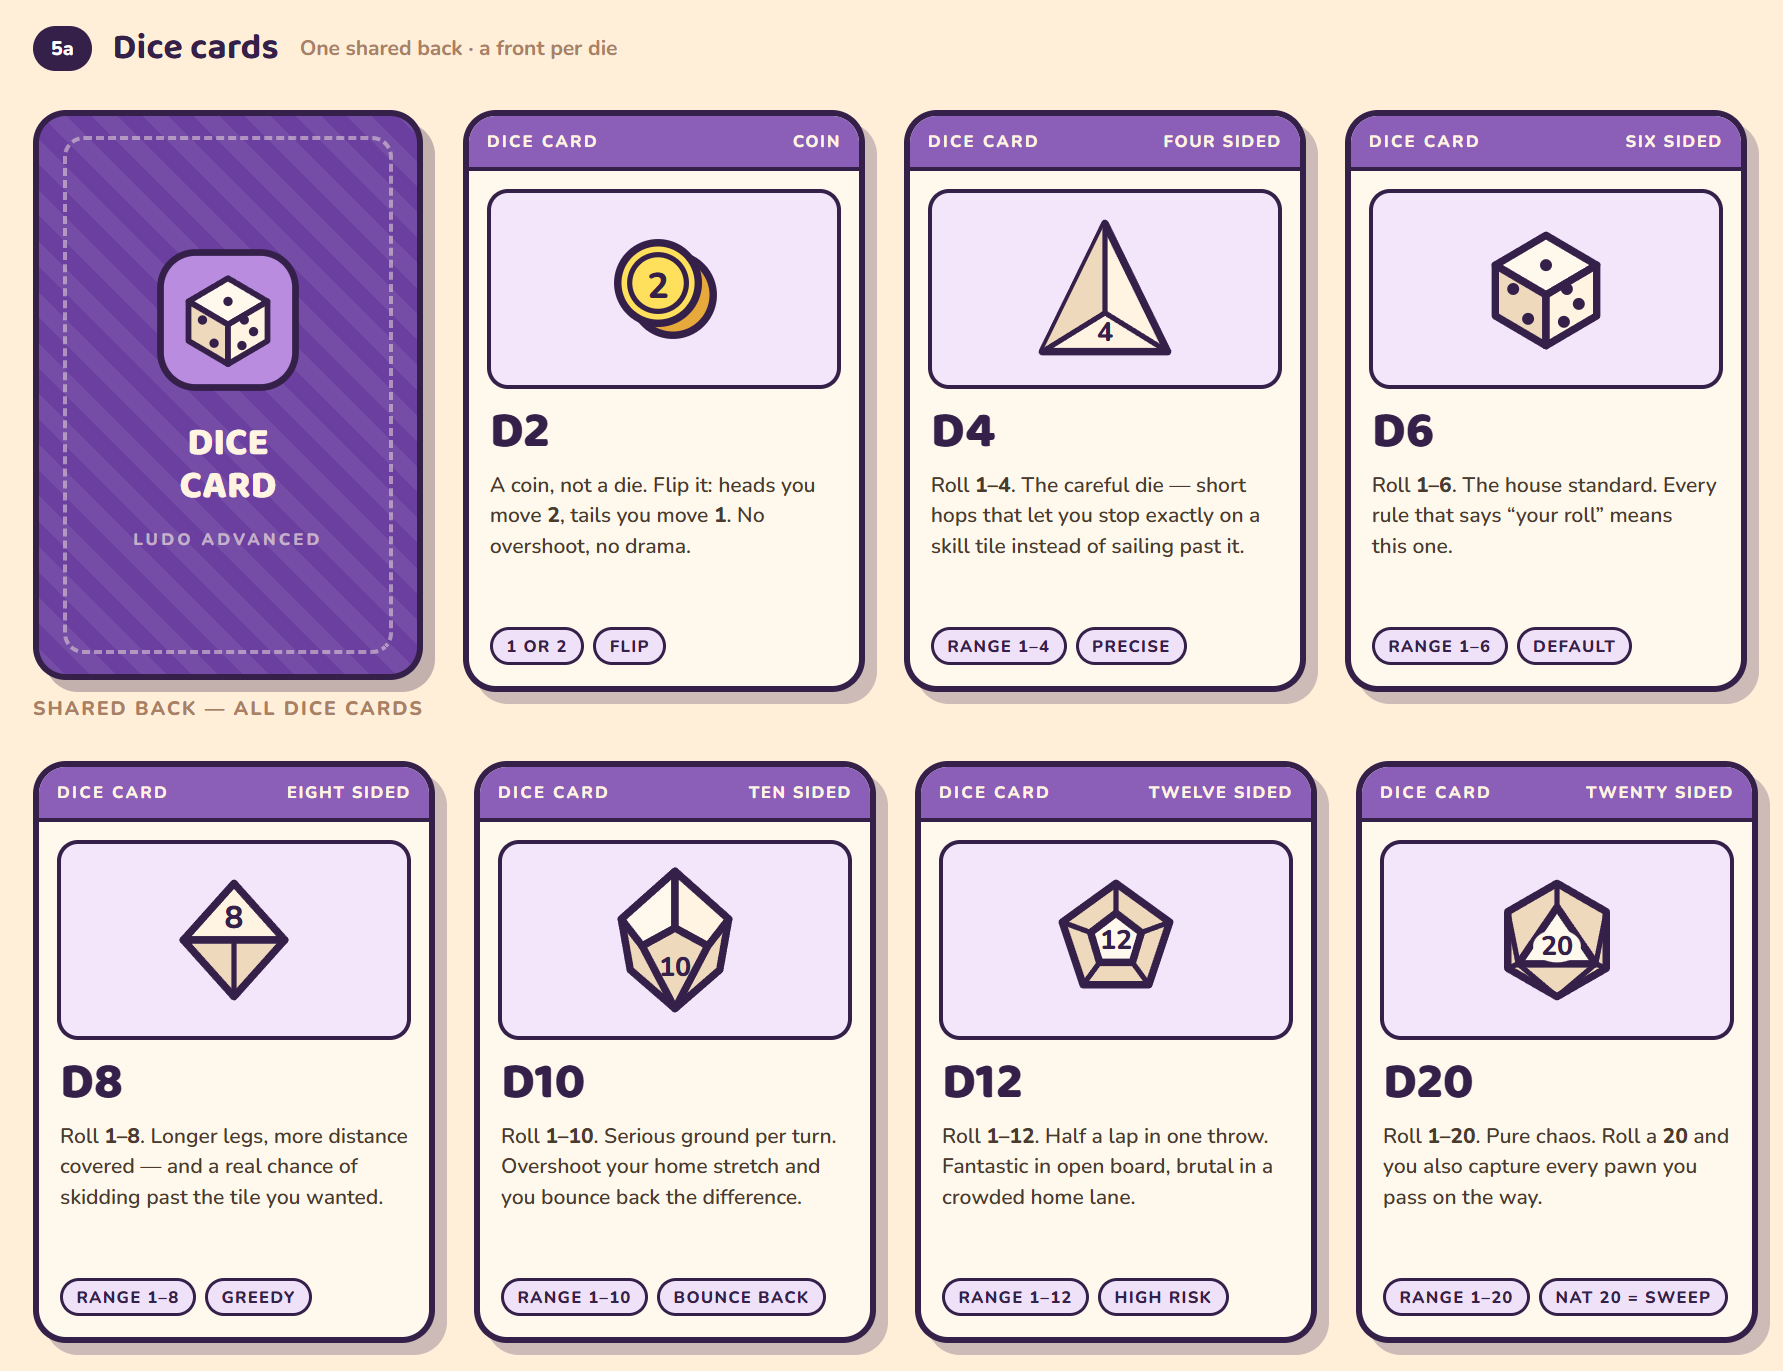 5a Dice cards One shared back · a front per die
DICE
CARD
LUDO ADVANCED
SHARED BACK — ALL DICE CARDS
DICE CARD COIN
2
D2
A coin, not a die. Flip it: heads you
move 2, tails you move 1. No
overshoot, no drama.
1 OR 2 FLIP
DICE CARD FOUR SIDED
4
D4
Roll 1–4. The careful die — short
hops that let you stop exactly on a
skill tile instead of sailing past it.
RANGE 1–4 PRECISE
DICE CARD SIX SIDED
D6
Roll 1–6. The house standard. Every
rule that says “your roll” means
this one.
RANGE 1–6 DEFAULT
DICE CARD EIGHT SIDED
8
D8
Roll 1–8. Longer legs, more distance
covered — and a real chance of
skidding past the tile you wanted.
RANGE 1–8 GREEDY
DICE CARD TEN SIDED
10
D10
Roll 1–10. Serious ground per turn.
Overshoot your home stretch and
you bounce back the difference.
RANGE 1–10 BOUNCE BACK
DICE CARD TWELVE SIDED
12
D12
Roll 1–12. Half a lap in one throw.
Fantastic in open board, brutal in a
crowded home lane.
RANGE 1–12 HIGH RISK
DICE CARD TWENTY SIDED
20
D20
Roll 1–20. Pure chaos. Roll a 20 and
you also capture every pawn you
pass on the way.
RANGE 1–20 NAT 20 = SWEEP